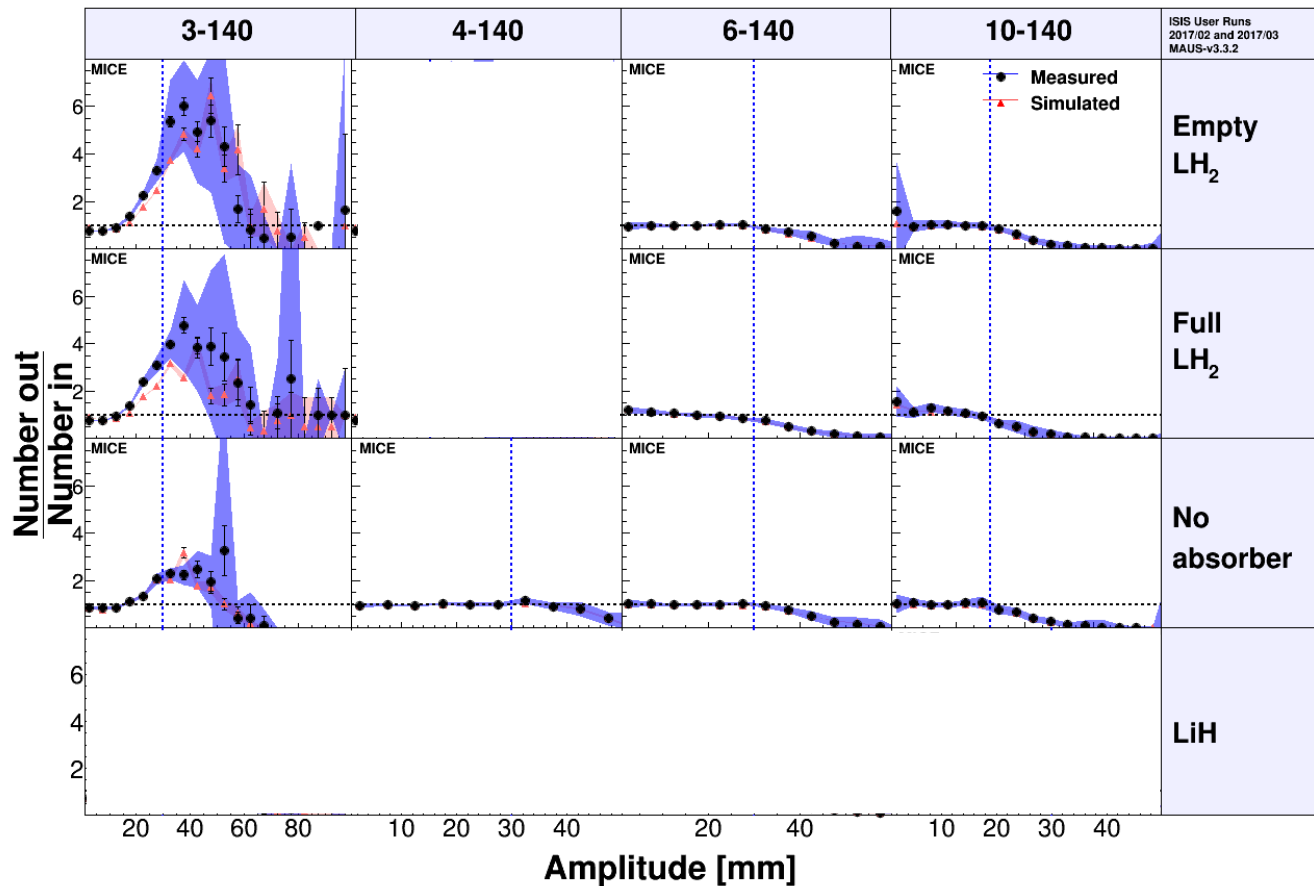 3-140 4-140 6-140 10-140
ISIS User Runs
2017/02 and 2017/03
MAUS-v3.3.2
MICE MICE MICE
Measured
Simulated
6
4
2
Empty
LH2
MICE MICE MICE
6
4
2
Full
LH2
MICE MICE MICE MICE
6
4
2
No
absorber
6
4
2
LiH
Number out
Number in
20 40 60 80 10 20 30 40 20 40 10 20 30 40
Amplitude [mm]